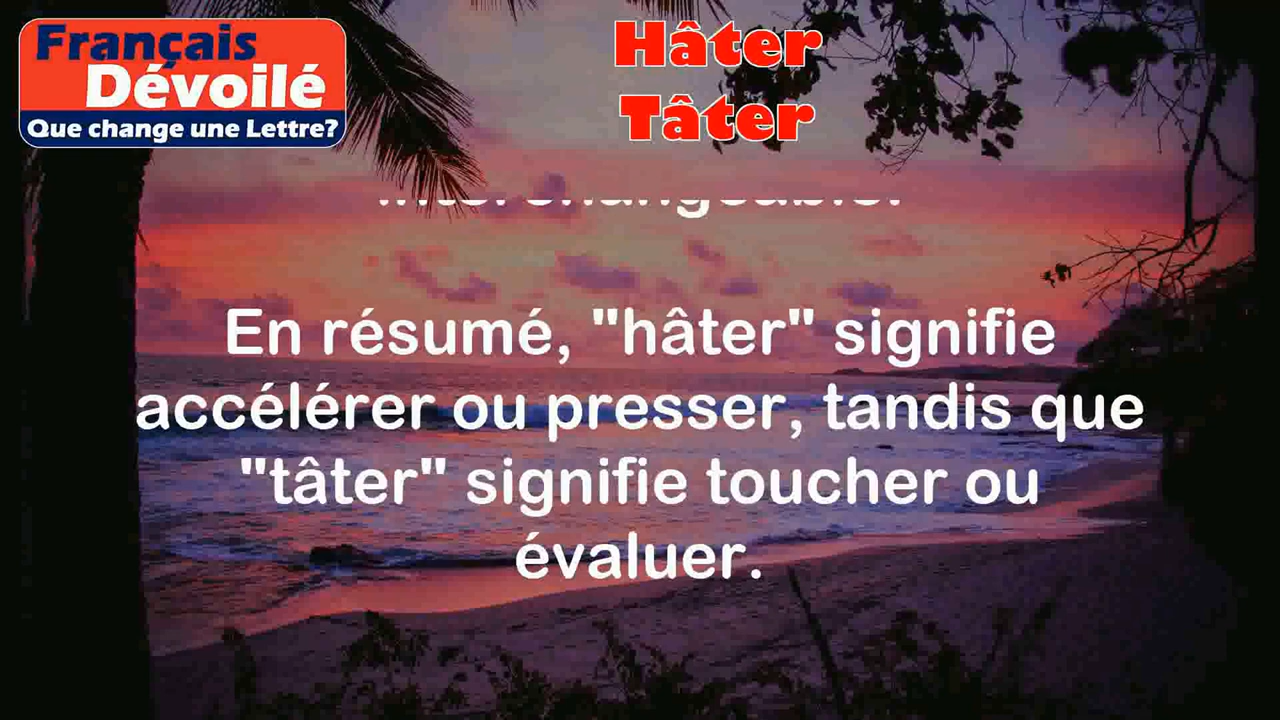 Français
Dévoilé
Que change une Lettre?
Hâter
Tâter
En résumé, "hâter" signifie
accélérer ou presser, tandis que
"tâter" signifie toucher ou
évaluer.